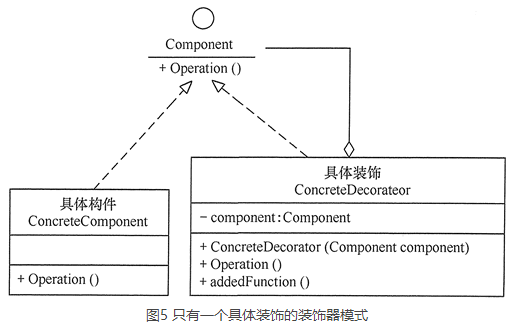 Component
+ Operation ()
具体构件
ConcreteComponent
+ Operation ()
具体装饰
ConcreteDecorateor
- component: Component
+ ConcreteDecorator (Component component)
+ Operation ()
+ addedFunction ()
图5 只有一个具体装饰的装饰器模式